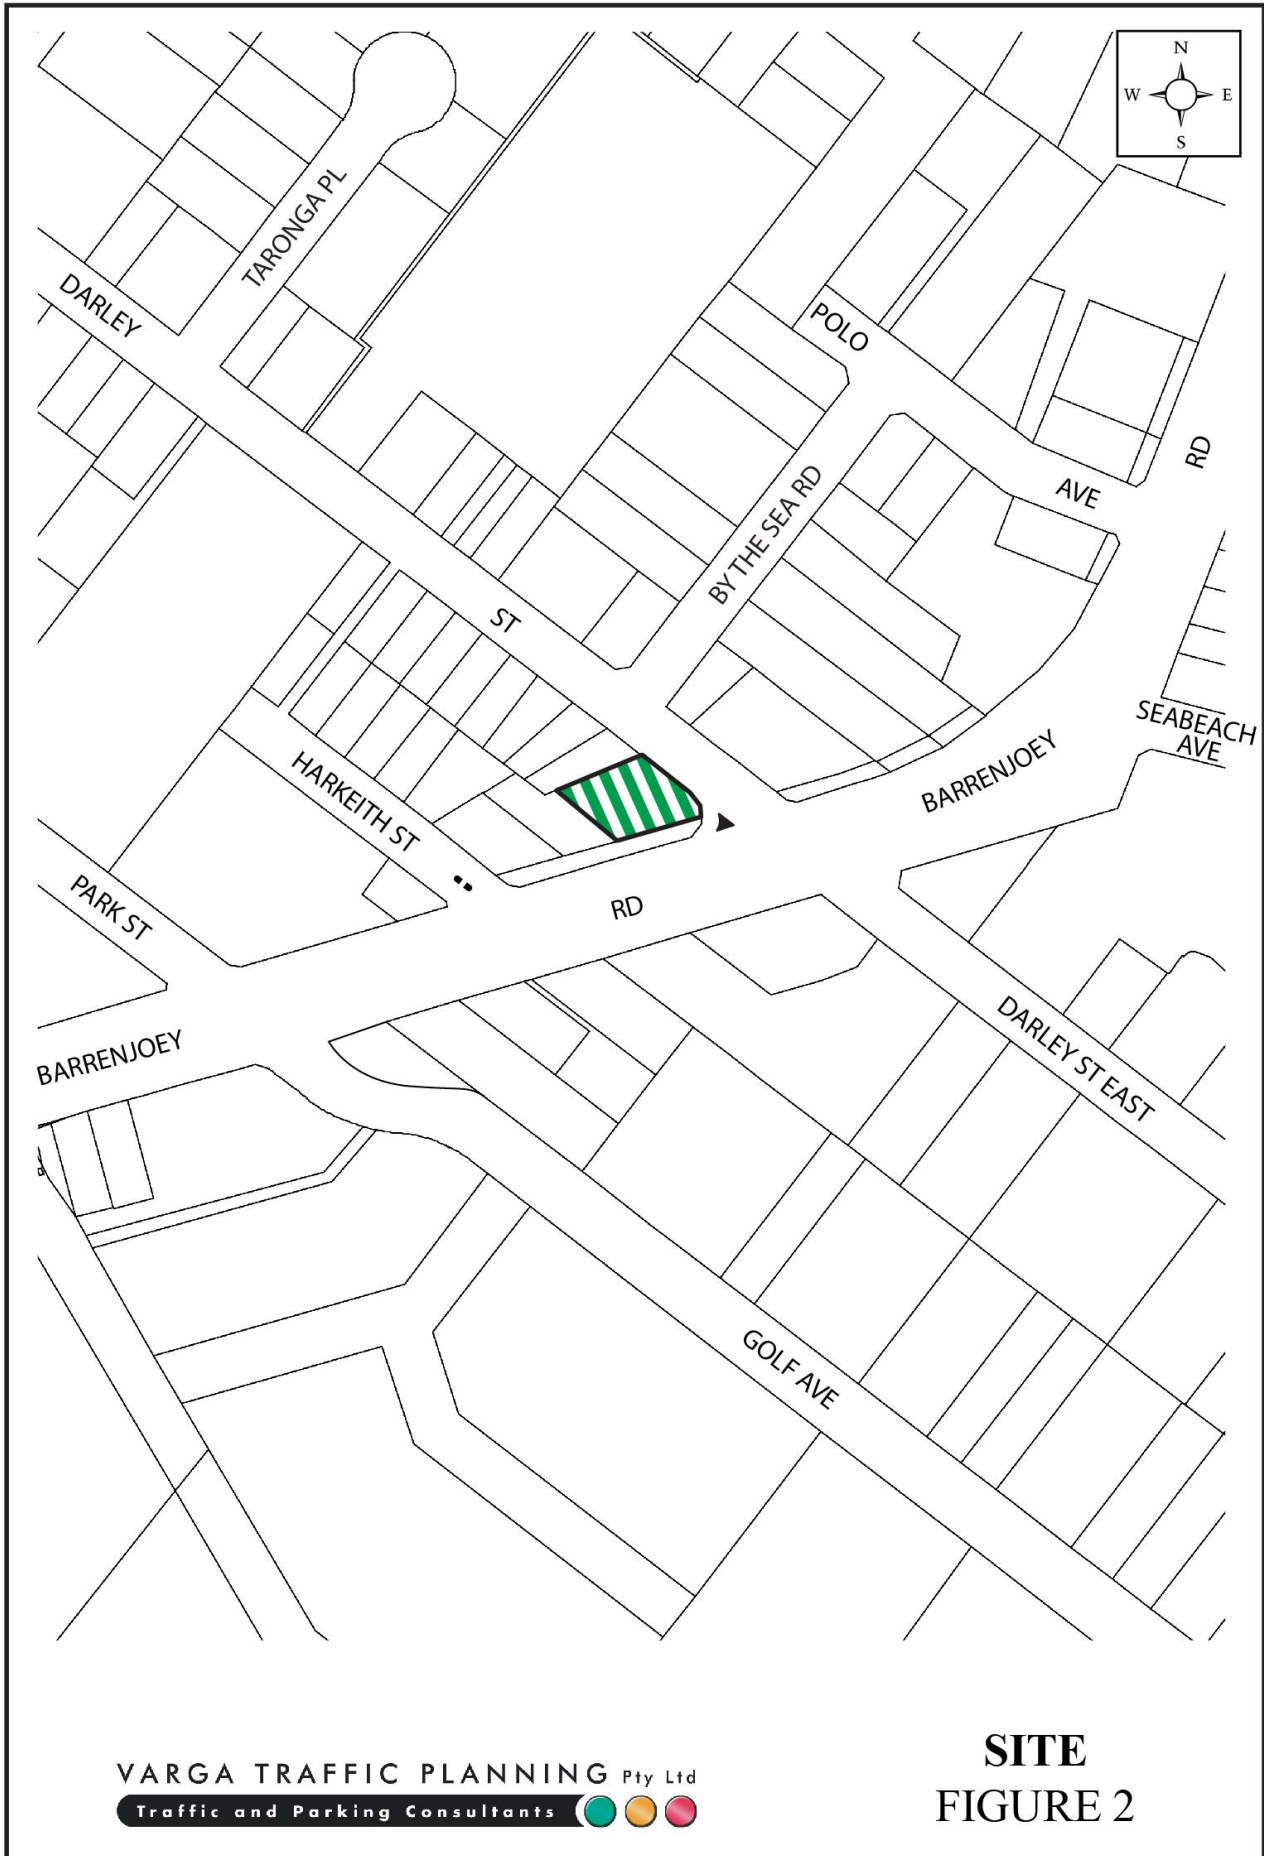 N
W E
S
TARONGA PL
DARLEY
POLO
RD
AVE
BY THE SEA RD
ST
SEABEACH
AVE
BARRENJOEY
HARKEITH ST
PARK ST
RD
DARLEY ST EAST
BARRENJOEY
GOLF AVE
SITE
FIGURE 2
VARGA TRAFFIC PLANNING Pty Ltd
Traffic and Parking Consultants